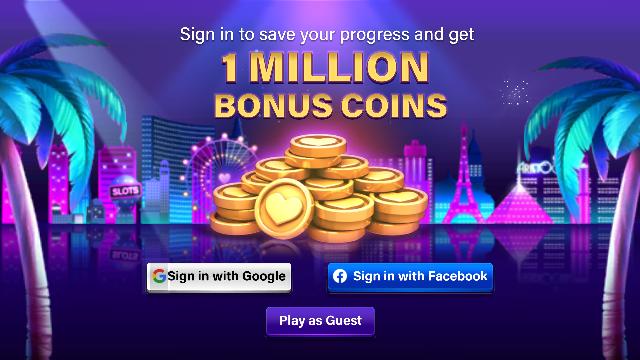 Sign in to save your progress and get
1 MILLION
BONUS COINS
SLOTS
Sign in with Google
Sign in with Facebook
Play as Guest